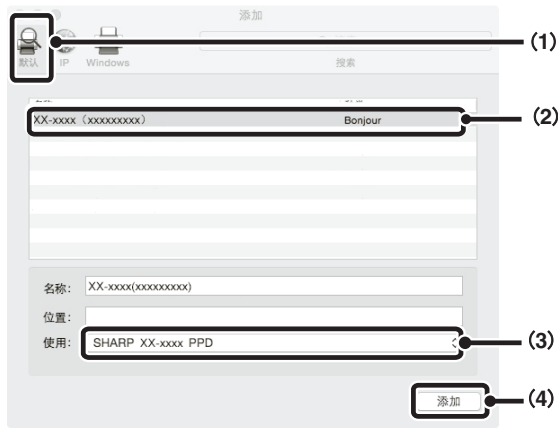 添加
(1)
默认 IP Windows
搜索
XX-xxxx（xxxxxxxxx） Bonjour
(2)
名称: XX-xxxx(xxxxxxxxx)
位置:
使用: SHARP XX-xxxx PPD
(3)
添加
(4)